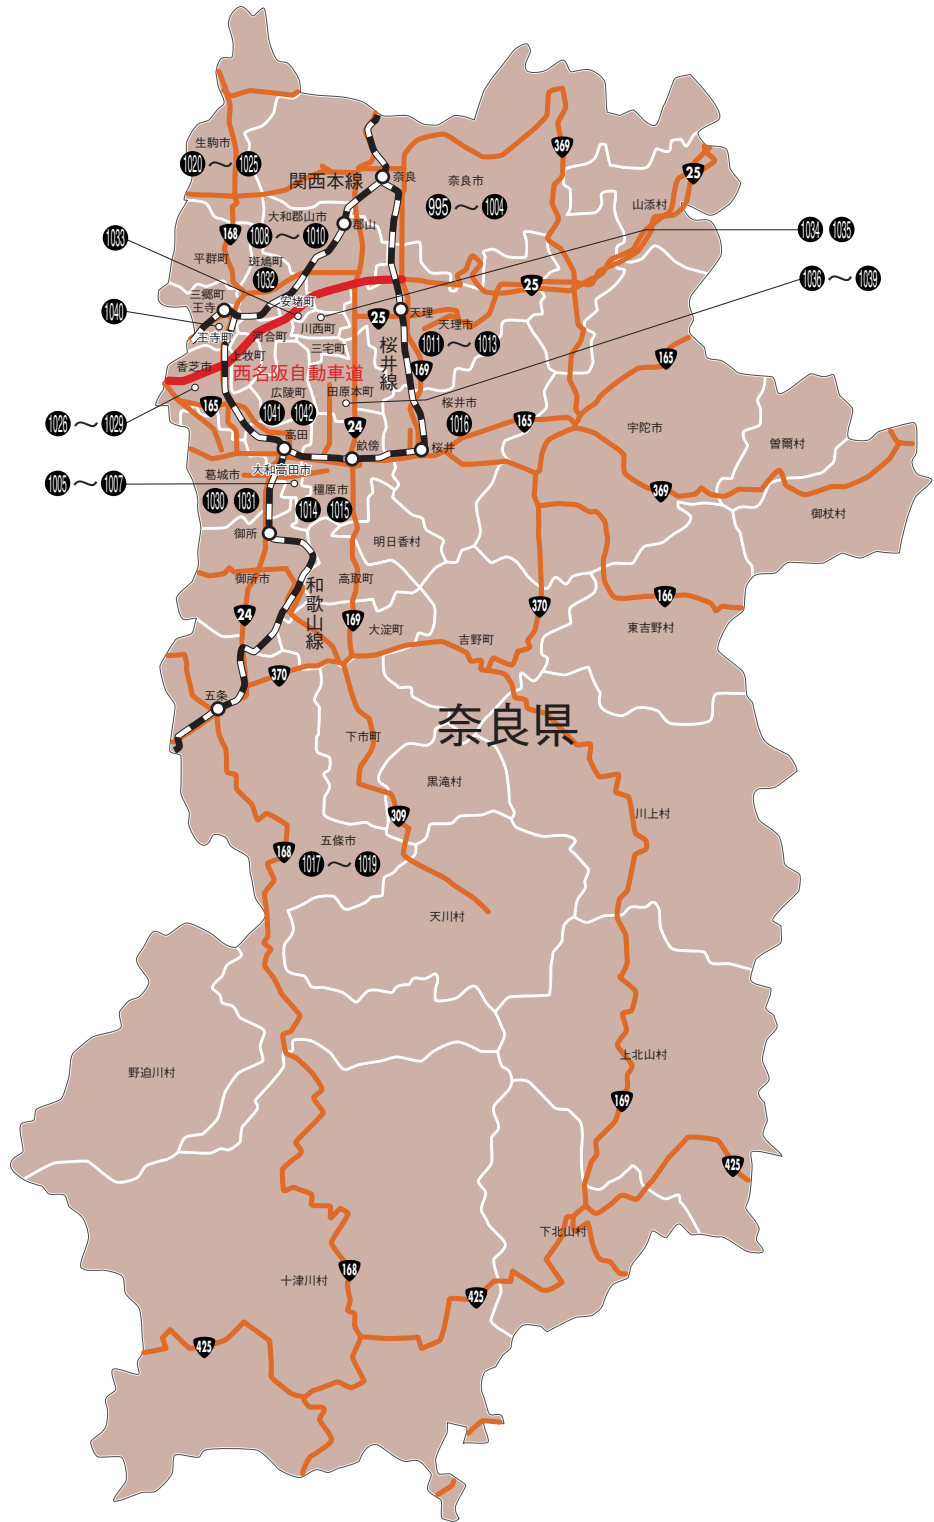 生駒市
1020 〜 1025
369
関西本線
奈良
奈良市
995 〜 1004
25
山添村
大和郡山市
168
1008 〜 1010
郡山
1033
1034 1035
平群町
斑鳩町
1032
1036 〜 1039
25
三郷町
王寺
安堵町
1040
川西町
25
天理
天理市
王寺町
河合町
1011 〜 1013
三宅町
桜井線
上牧町
165
香芝市
西名阪自動車道
169
広陵町
田原本町
165
1041 1042
桜井市
1026 〜 1029
1016
165
24
宇陀市
高田
畝傍
桜井
曽爾村
大和高田市
葛城市
1005 〜 1007
橿原市
369
1030 1031
1014 1015
御杖村
御所
明日香村
御所市
高取町
和歌山線
166
370
24
169
大淀町
東吉野村
吉野町
370
五条
奈良県
下市町
黒滝村
309
川上村
五條市
168
1017 〜 1019
天川村
上北山村
野迫川村
169
425
下北山村
168
十津川村
425
425